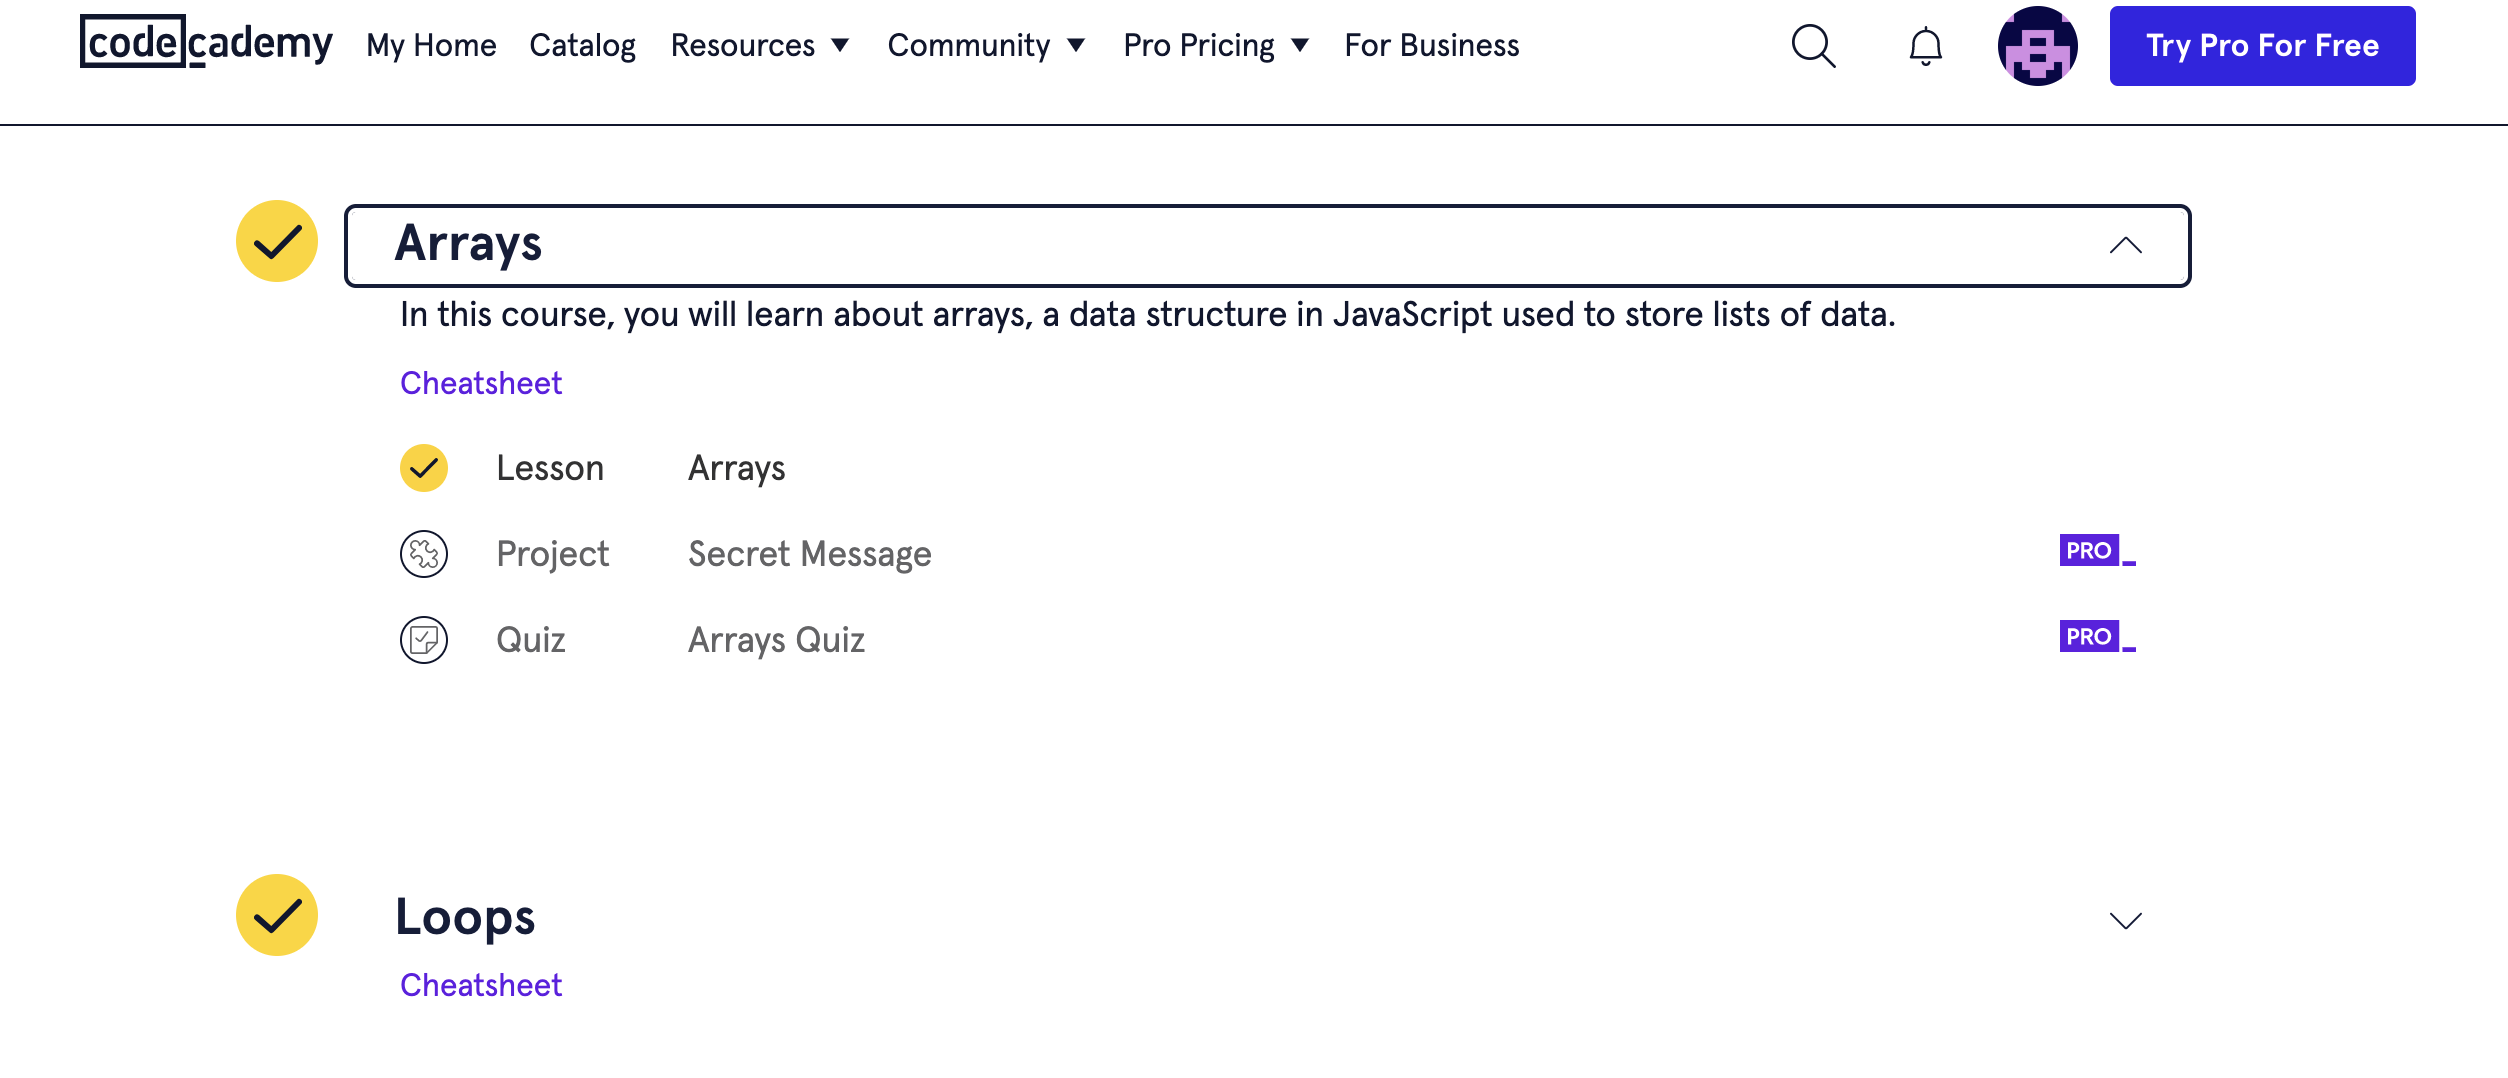 codecademy My Home Catalog Resources Community Pro Pricing For Business Try Pro For Free
Arrays
In this course, you will learn about arrays, a data structure in JavaScript used to store lists of data.
Cheatsheet
Lesson Arrays
Project Secret Message PRO
Quiz Arrays Quiz PRO
Loops
Cheatsheet